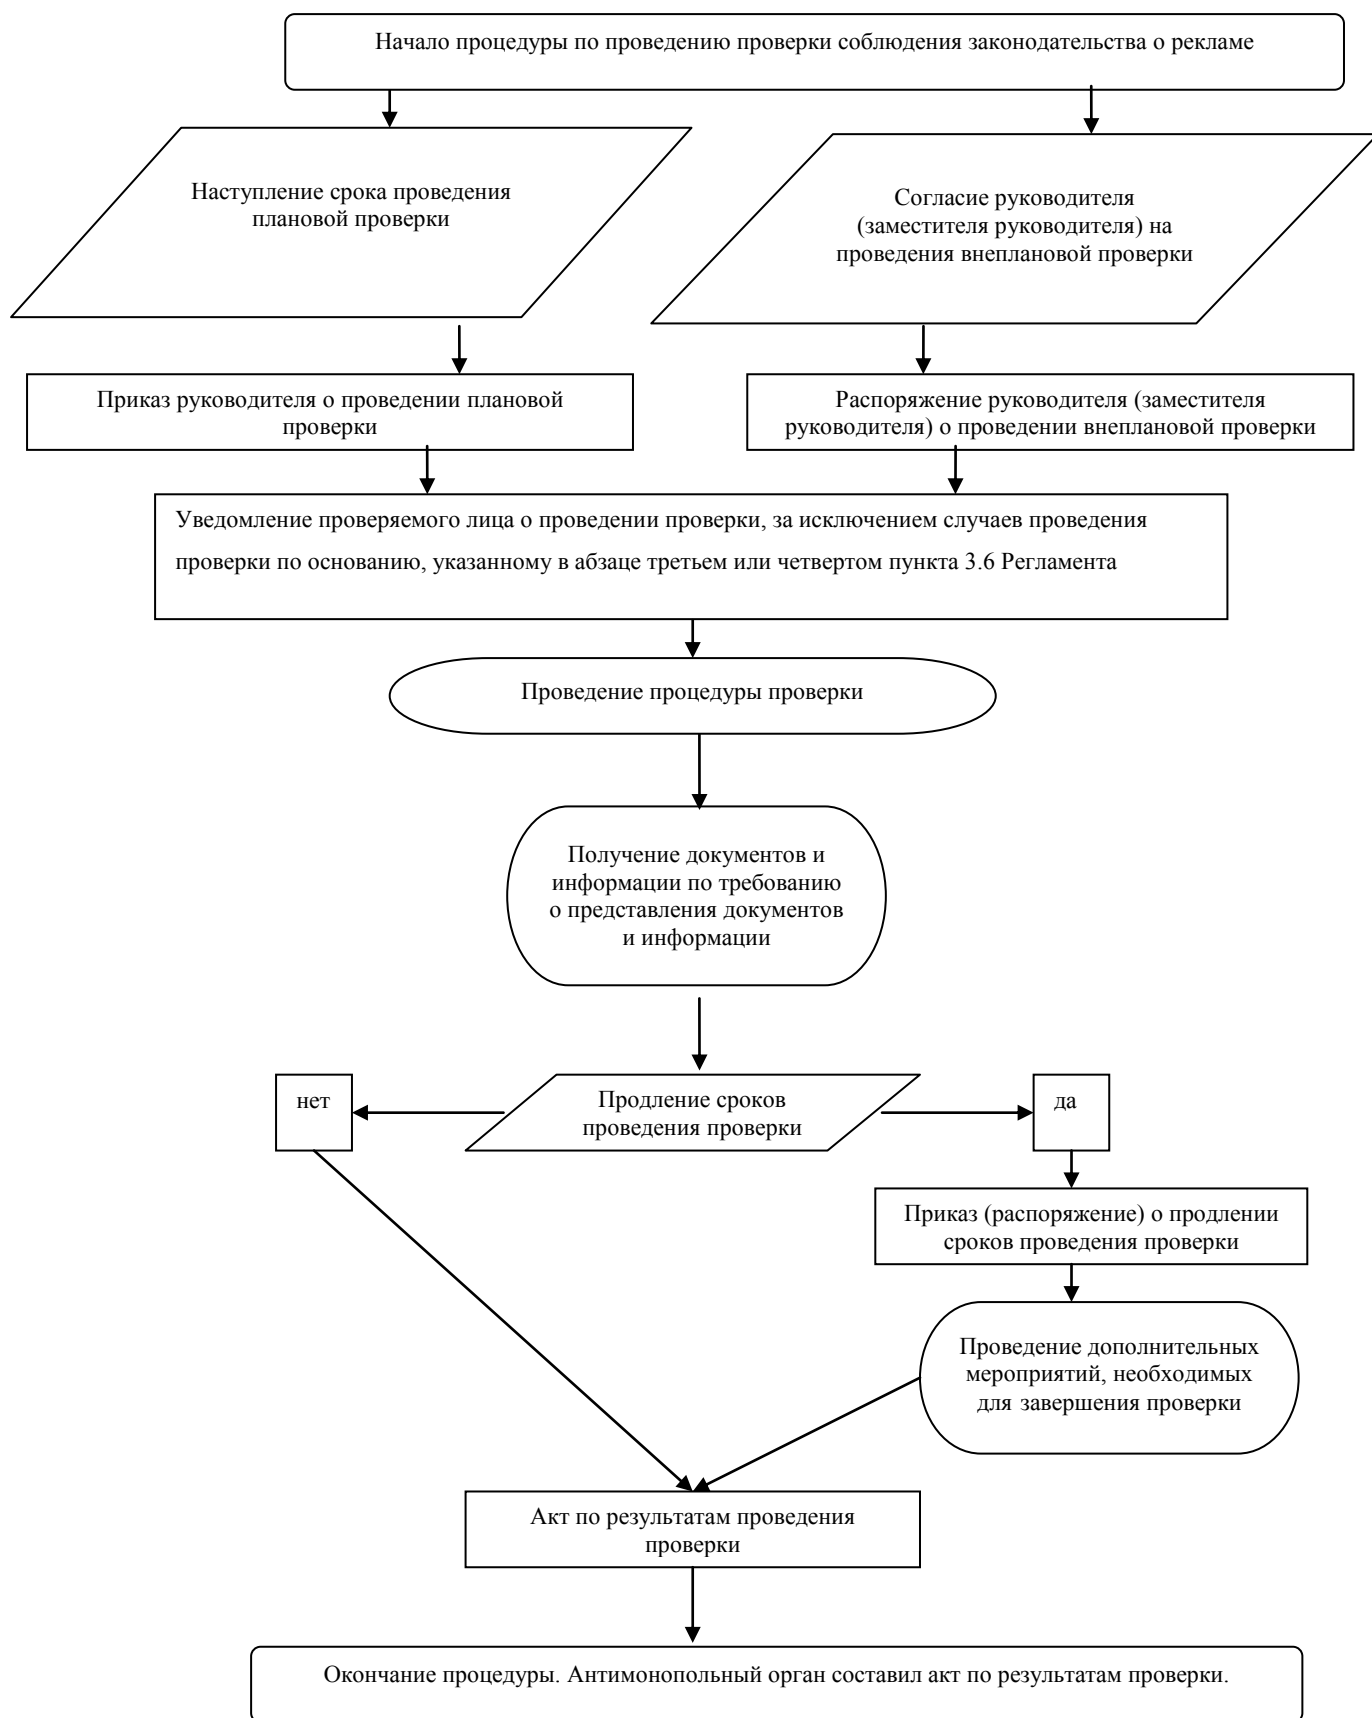 Начало процедуры по проведению проверки соблюдения законодательства о рекламе
Наступление срока проведения
плановой проверки
Согласие руководителя
(заместителя руководителя) на
проведения внеплановой проверки
Приказ руководителя о проведении плановой
проверки
Распоряжение руководителя (заместителя
руководителя) о проведении внеплановой проверки
Уведомление проверяемого лица о проведении проверки, за исключением случаев проведения
проверки по основанию, указанному в абзаце третьем или четвертом пункта 3.6 Регламента
Проведение процедуры проверки
Получение документов и
информации по требованию
о представления документов
и информации
нет
Продление сроков
проведения проверки
да
Приказ (распоряжение) о продлении
сроков проведения проверки
Проведение дополнительных
мероприятий, необходимых
для завершения проверки
Акт по результатам проведения
проверки
Окончание процедуры. Антимонопольный орган составил акт по результатам проверки.